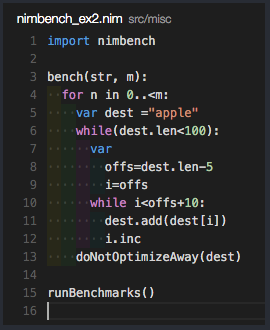 nimbench_ex2.nim src/misc
1 import nimbench
2
3 bench(str, m):
4 for n in 0..<m:
5 var dest ="apple"
6 while(dest.len<100):
7 var
8 offs=dest.len-5
9 i=offs
10 while i<offs+10:
11 dest.add(dest[i])
12 i.inc
13 doNotOptimizeAway(dest)
14
15 runBenchmarks()
16